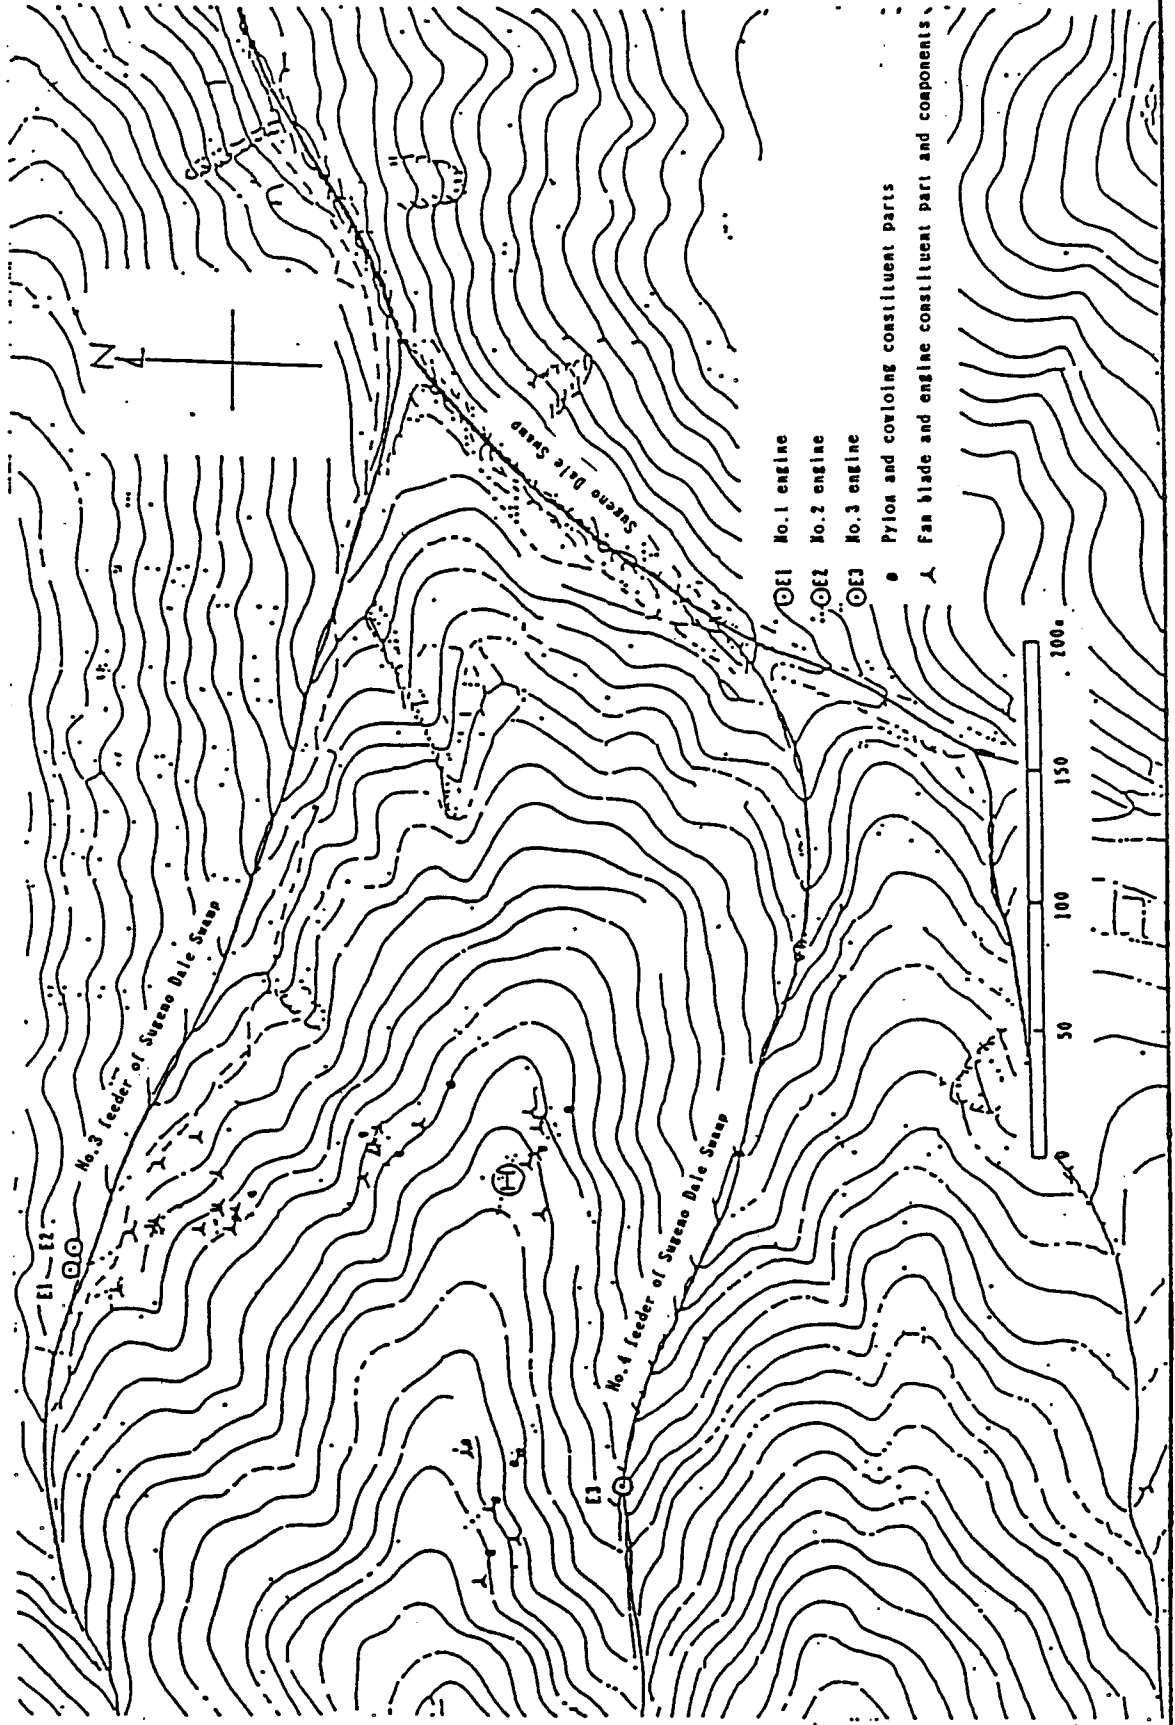 N
E1
E2
No.3 feeder of Sugeno Dale Swamp
Sugeno Dale Swamp
H
E3
No.4 feeder of Sugeno Dale Swamp
E1 No.1 engine
E2 No.2 engine
E3 No.3 engine
Pylon and cowloing constituent parts
Fan blade and engine constituent part and components
0 50 100 150 200m